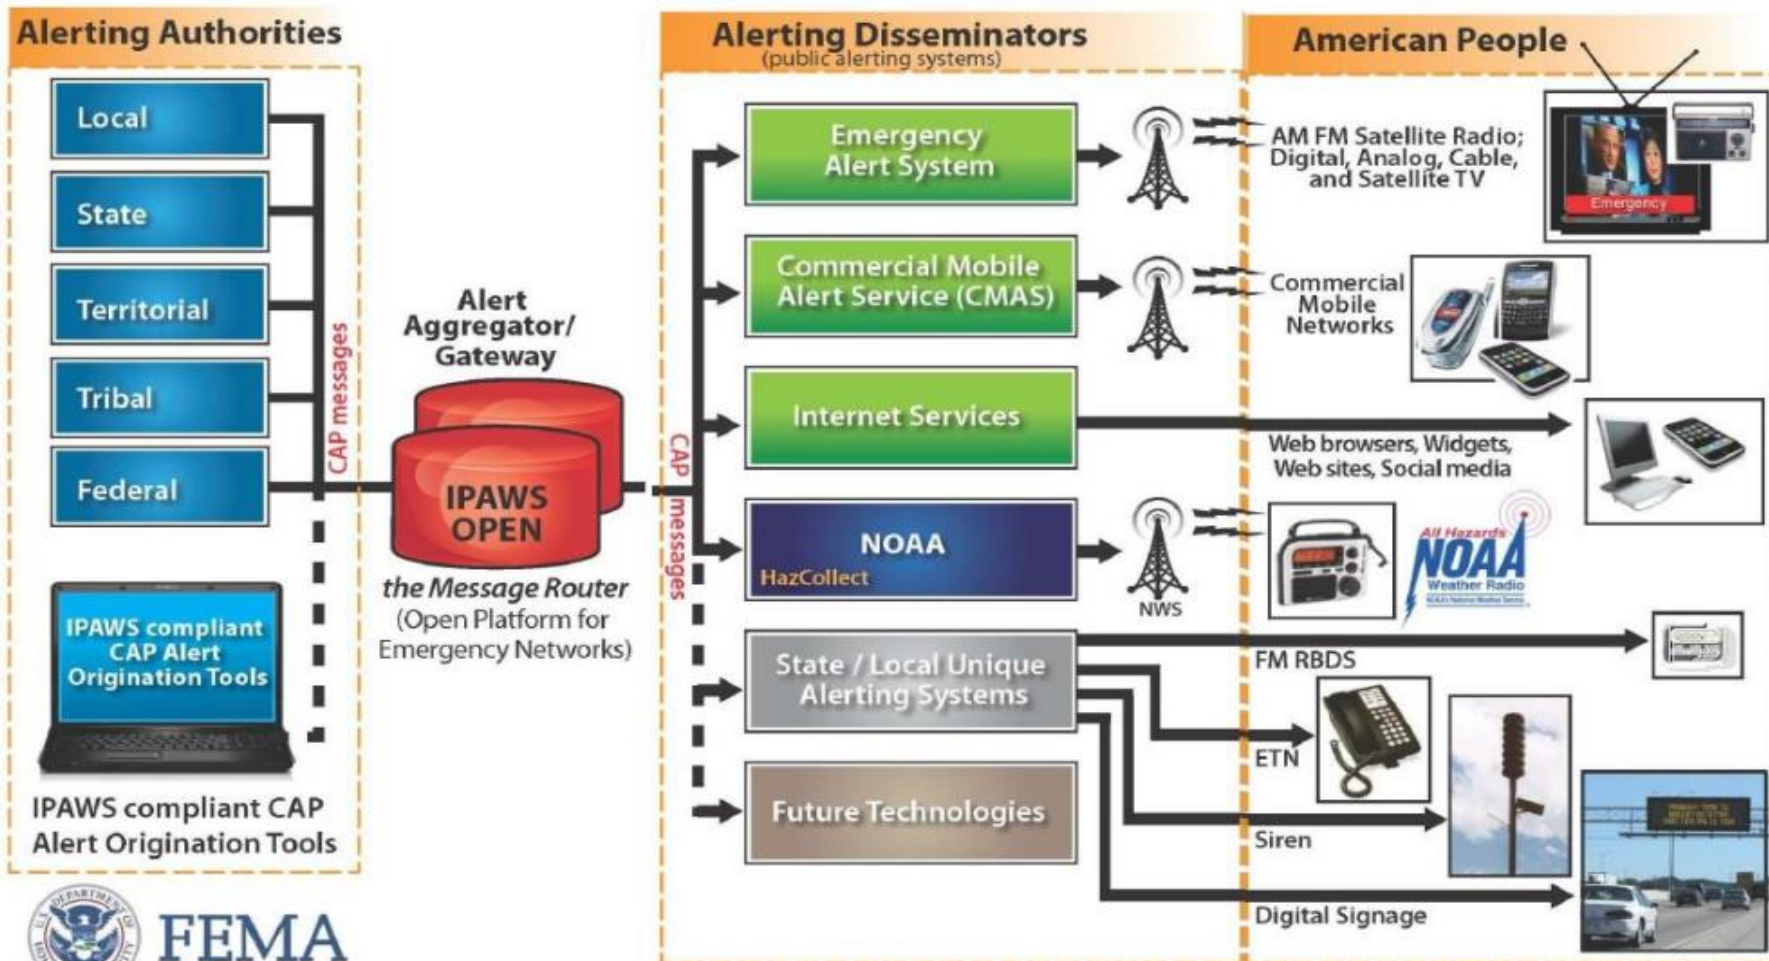 Alerting Authorities
Local
State
Territorial
Tribal
Federal
CAP messages
IPAWS compliant
CAP Alert
Origination Tools
IPAWS compliant CAP
Alert Origination Tools
FEMA
Alert
Aggregator/
Gateway
IPAWS
OPEN
the Message Router
(Open Platform for
Emergency Networks)
Alerting Disseminators
(public alerting systems)
CAP messages
Emergency
Alert System
Commercial Mobile
Alert Service (CMAS)
Internet Services
NOAA
HazCollect
NWS
State / Local Unique
Alerting Systems
Future Technologies
American People
AM FM Satellite Radio;
Digital, Analog, Cable,
and Satellite TV
Emergency
Commercial
Mobile
Networks
Web browsers, Widgets,
Web sites, Social media
All Hazards
NOAA
Weather Radio
FM RBDS
ETN
Siren
Digital Signage